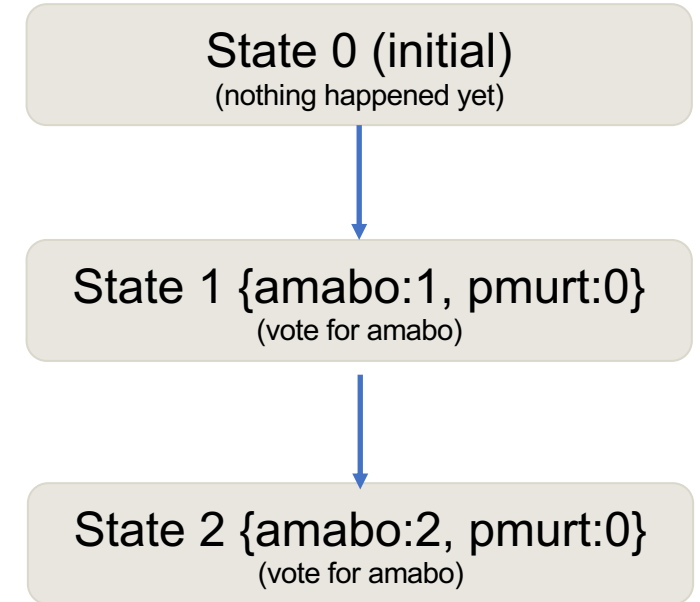 State 0 (initial)
(nothing happened yet)
State 1 {amabo:1, pmurt:0}
(vote for amabo)
State 2 {amabo:2, pmurt:0}
(vote for amabo)